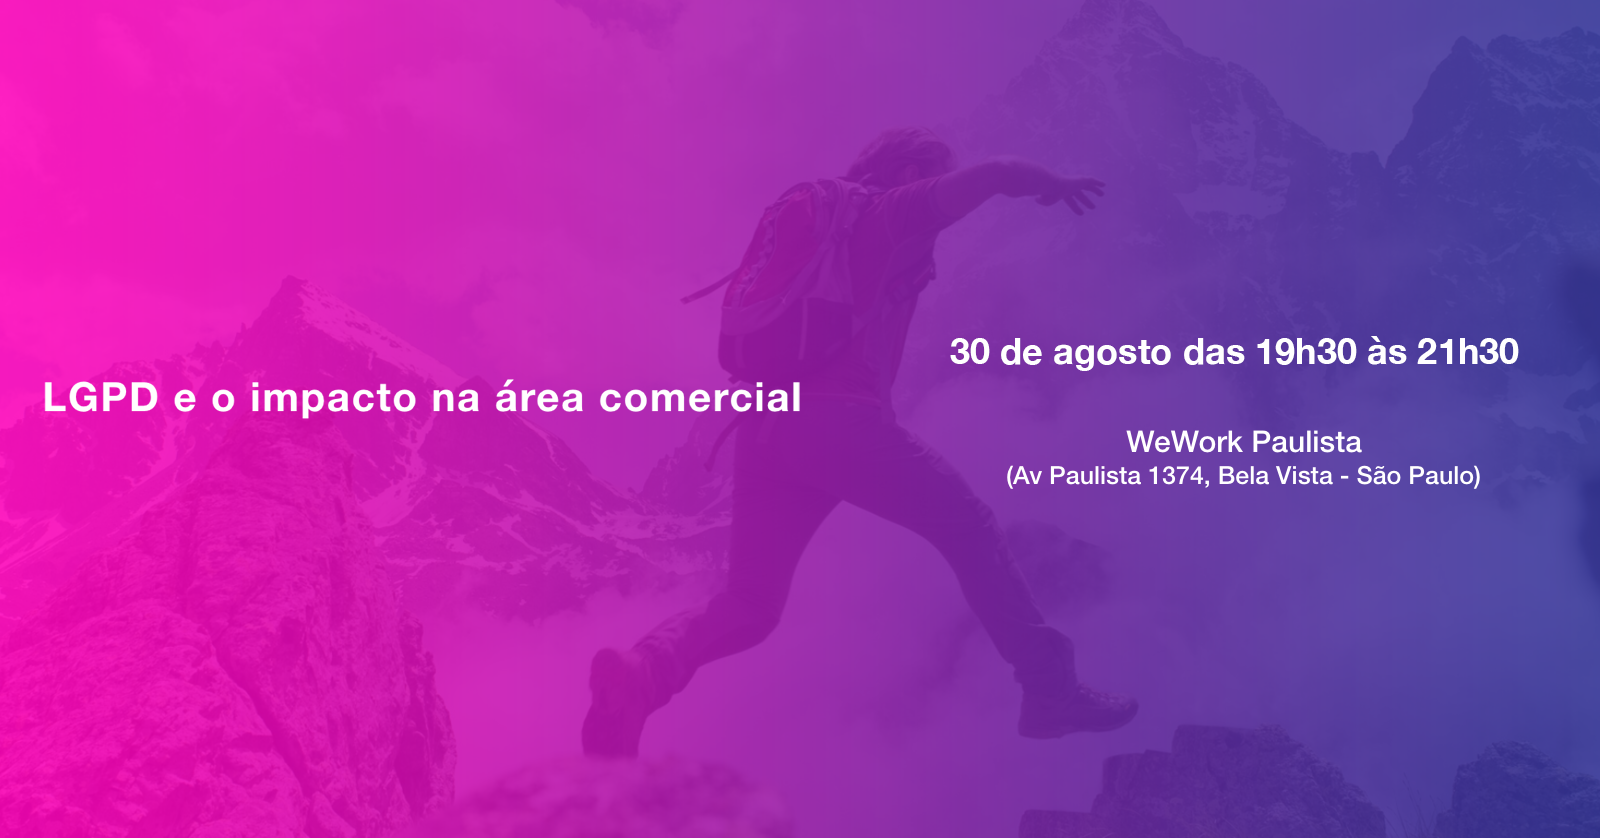 LGPD e o impacto na área comercial
30 de agosto das 19h30 às 21h30
WeWork Paulista
(Av Paulista 1374, Bela Vista - São Paulo)